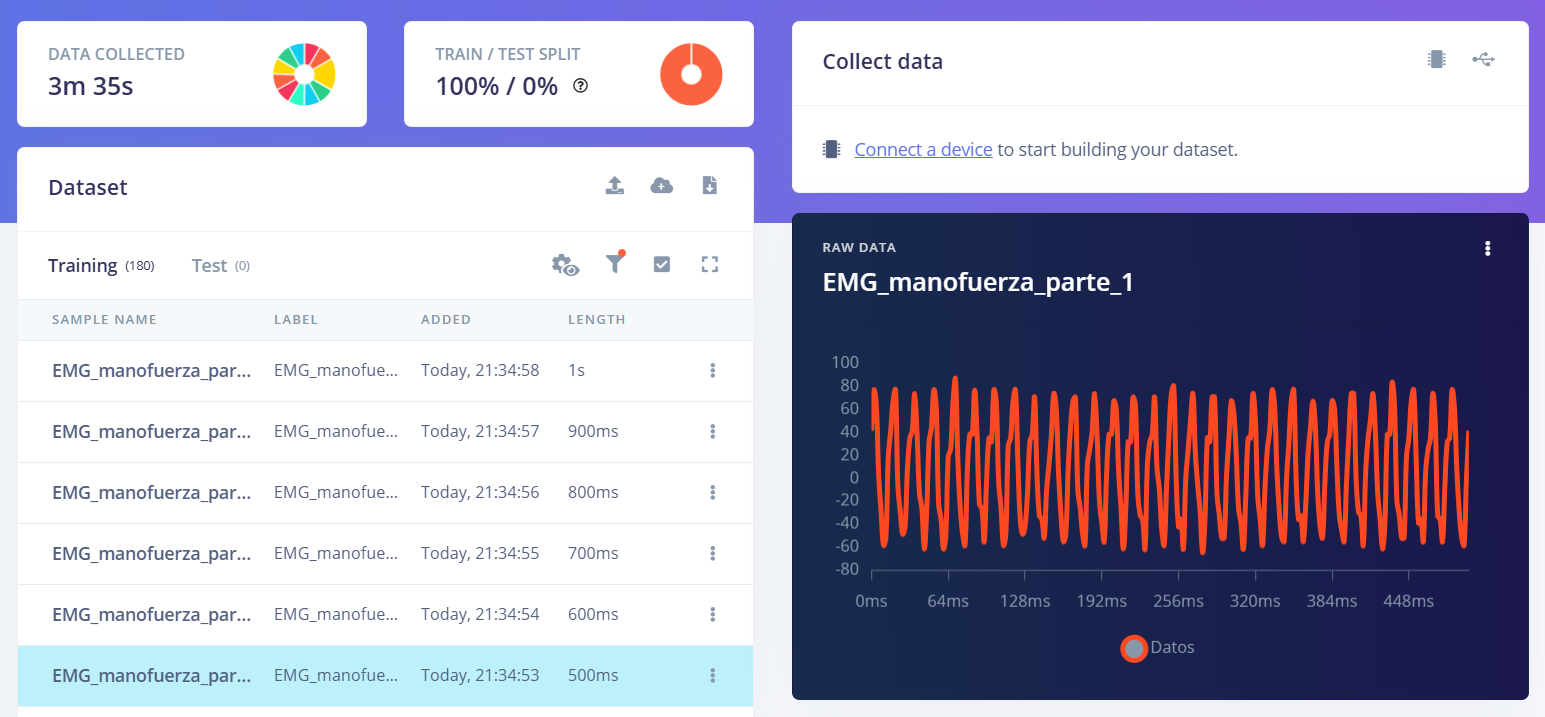 DATA COLLECTED
3m 35s
TRAIN / TEST SPLIT
100% / 0%
Collect data
Connect a device to start building your dataset.
Dataset
Training (180) Test (0)
SAMPLE NAME LABEL ADDED LENGTH
EMG_manofuerza_par... EMG_manofue... Today, 21:34:58 1s
EMG_manofuerza_par... EMG_manofue... Today, 21:34:57 900ms
EMG_manofuerza_par... EMG_manofue... Today, 21:34:56 800ms
EMG_manofuerza_par... EMG_manofue... Today, 21:34:55 700ms
EMG_manofuerza_par... EMG_manofue... Today, 21:34:54 600ms
EMG_manofuerza_par... EMG_manofue... Today, 21:34:53 500ms
RAW DATA
EMG_manofuerza_parte_1
100
80
60
40
20
0
-20
-40
-60
-80
0ms 64ms 128ms 192ms 256ms 320ms 384ms 448ms
Datos